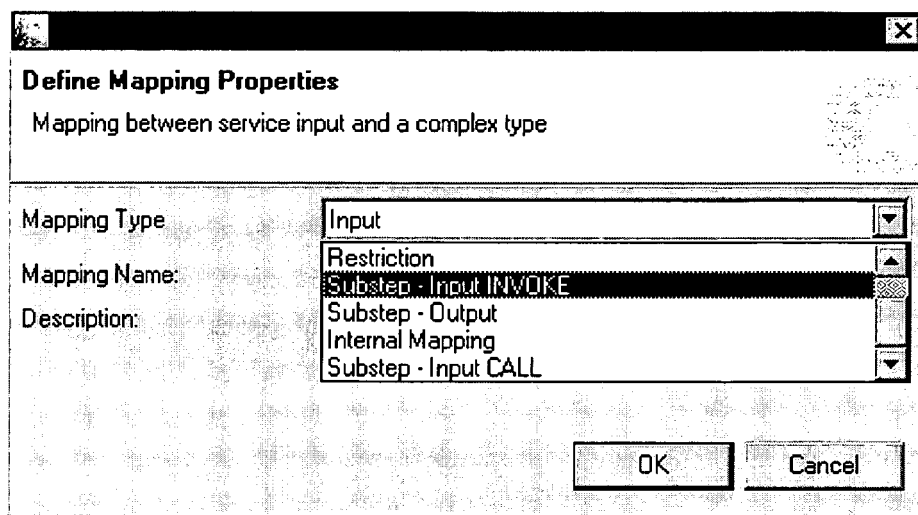 Define Mapping Properties
Mapping between service input and a complex type
Mapping Type
Input
Restriction
Mapping Name:
Substep - Input INVOKE
Description:
Substep - Output
Internal Mapping
Substep - Input CALL
OK
Cancel